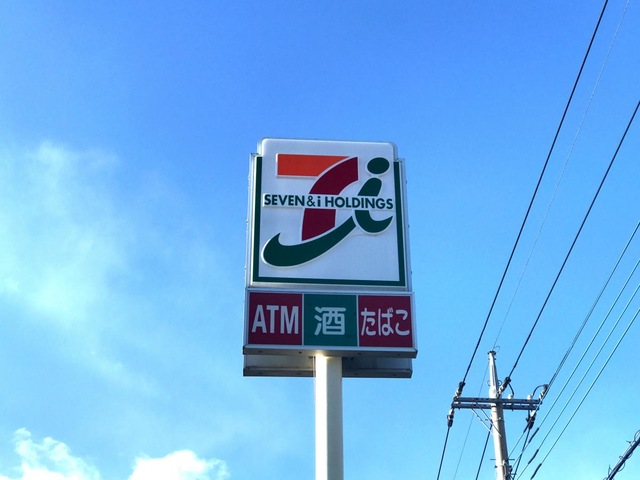 SEVEN & i HOLDINGS
ATM 酒 たばこ